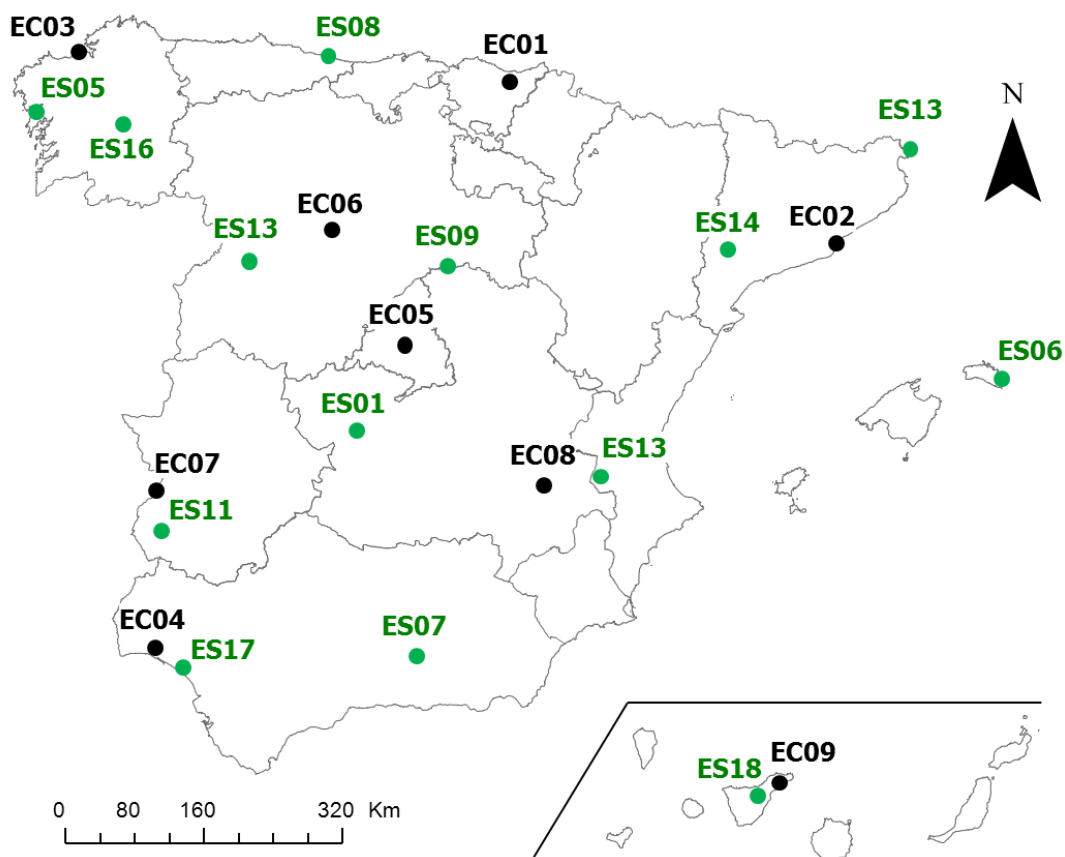 EC03
ES08
EC01
ES05
N
ES13
ES16
EC06
EC02
ES13
ES09
ES14
EC05
ES06
ES01
EC07
EC08
ES13
ES11
EC04
ES17
ES07
EC09
ES18
0 80 160 320 Km